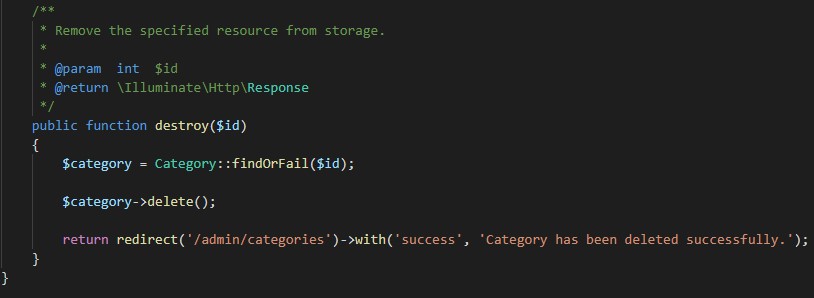 /**
 * Remove the specified resource from storage.
 *
 * @param  int  $id
 * @return \Illuminate\Http\Response
 */
public function destroy($id)
{
    $category = Category::findOrFail($id);

    $category->delete();

    return redirect('/admin/categories')->with('success', 'Category has been deleted successfully.');
}
}